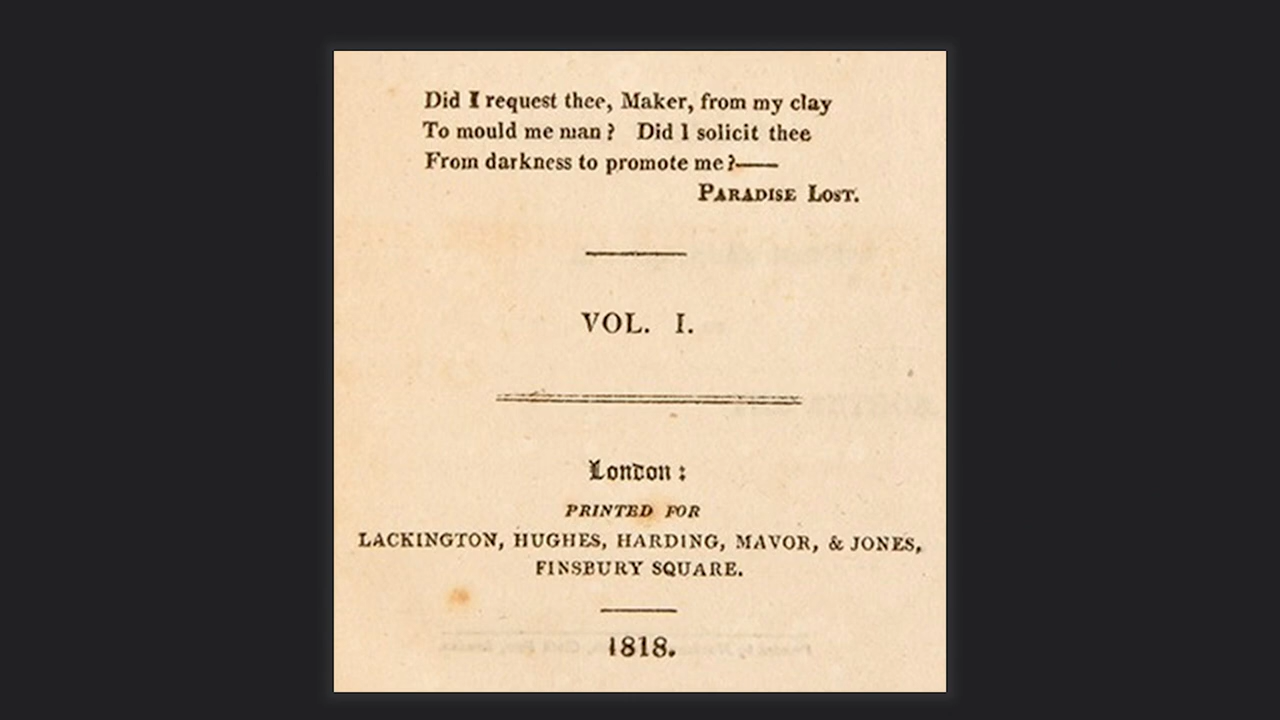 Did I request thee, Maker, from my clay
To mould me man? Did I solicit thee
From darkness to promote me?——
PARADISE LOST.
VOL. I.
London:
PRINTED FOR
LACKINGTON, HUGHES, HARDING, MAVOR, & JONES,
FINSBURY SQUARE.
1818.